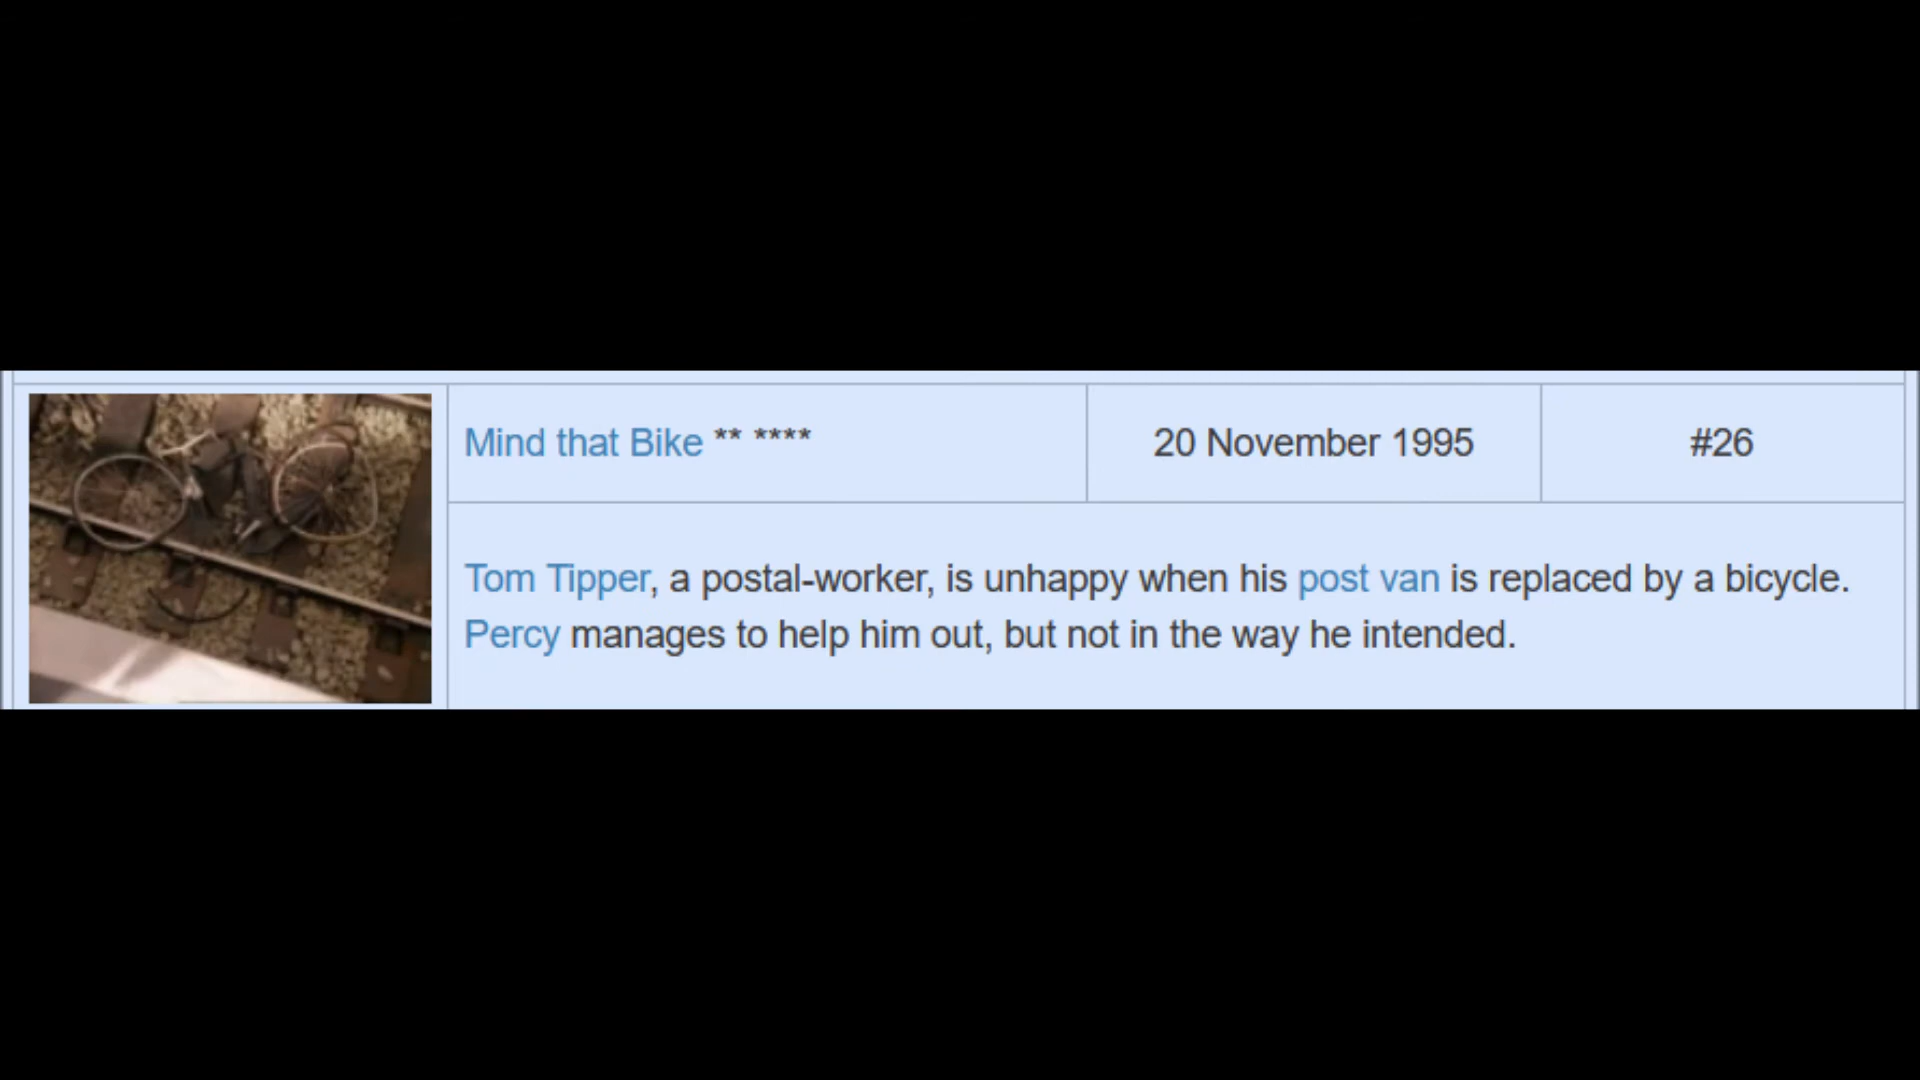 Mind that Bike ** ****
20 November 1995
#26
Tom Tipper, a postal-worker, is unhappy when his post van is replaced by a bicycle.
Percy manages to help him out, but not in the way he intended.